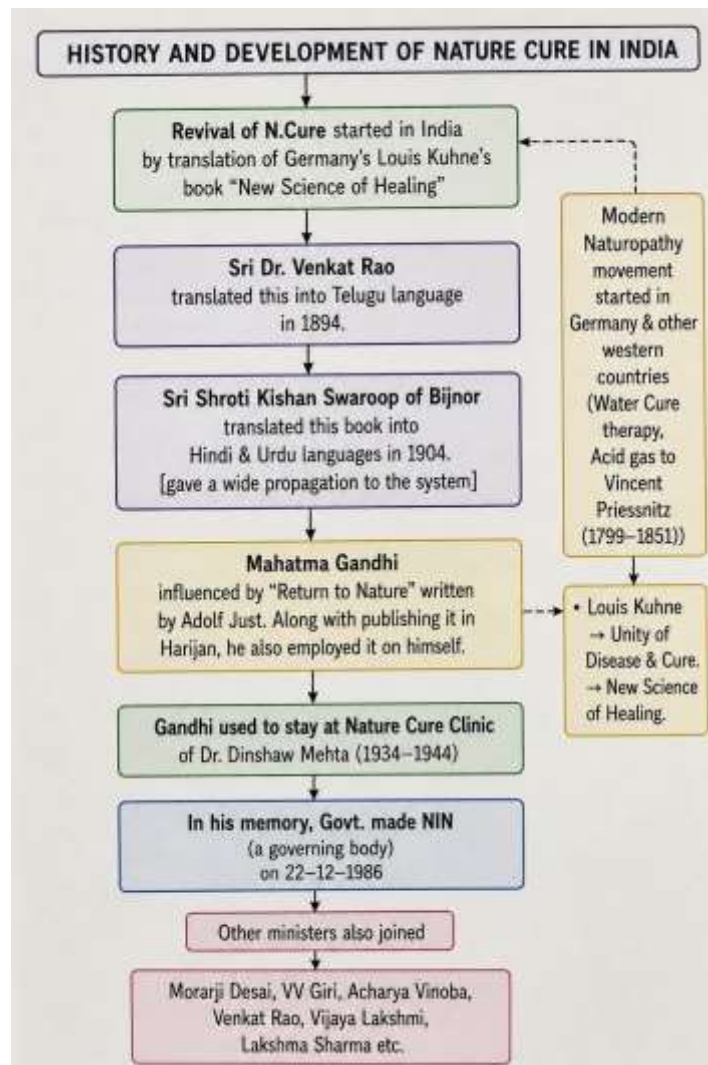 HISTORY AND DEVELOPMENT OF NATURE CURE IN INDIA
Revival of N.Cure started in India
by translation of Germany's Louis Kuhne's
book "New Science of Healing"
Sri Dr. Venkat Rao
translated this into Telugu language
in 1894.
Sri Shroti Kishan Swaroop of Bijnor
translated this book into
Hindi & Urdu languages in 1904.
[gave a wide propagation to the system]
Mahatma Gandhi
influenced by "Return to Nature" written
by Adolf Just. Along with publishing it in
Harijan, he also employed it on himself.
Gandhi used to stay at Nature Cure Clinic
of Dr. Dinshaw Mehta (1934–1944)
In his memory, Govt. made NIN
(a governing body)
on 22–12–1986
Other ministers also joined
Morarji Desai, VV Giri, Acharya Vinoba,
Venkat Rao, Vijaya Lakshmi,
Lakshma Sharma etc.
Modern
Naturopathy
movement
started in
Germany & other
western
countries
(Water Cure
therapy,
Acid gas to
Vincent
Priessnitz
(1799–1851))
• Louis Kuhne
→ Unity of
Disease & Cure.
→ New Science
of Healing.